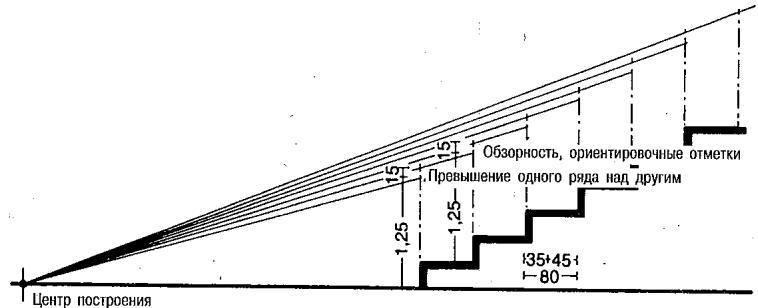 15
15
Обзорность, ориентировочные отметки
Превышение одного ряда над другим
1,25
1,25
35+45
80
Центр построения